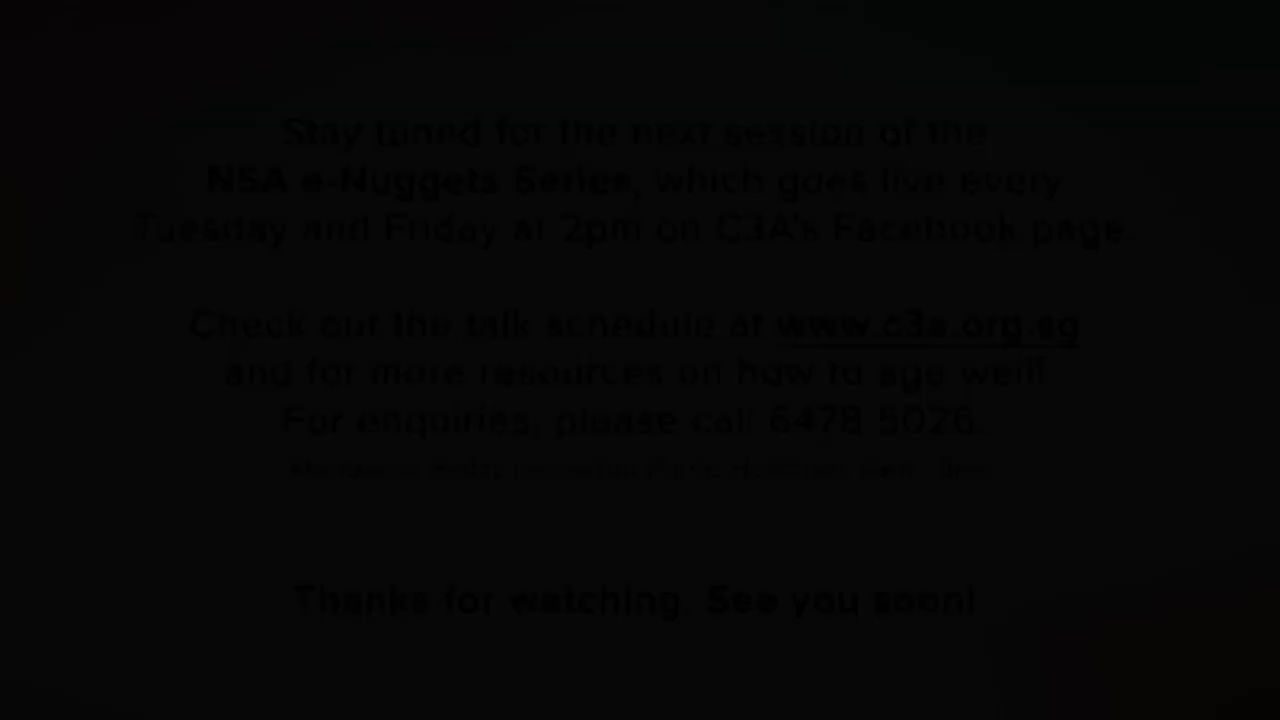 Stay tuned for the next session of the
NSA e-Nuggets Series, which goes live every
Tuesday and Friday at 2pm on C3A's Facebook page.
Check out the talk schedule at www.c3a.org.sg
and for more resources on how to age well!
For enquiries, please call 6478 5026.
Thanks for watching. See you soon!